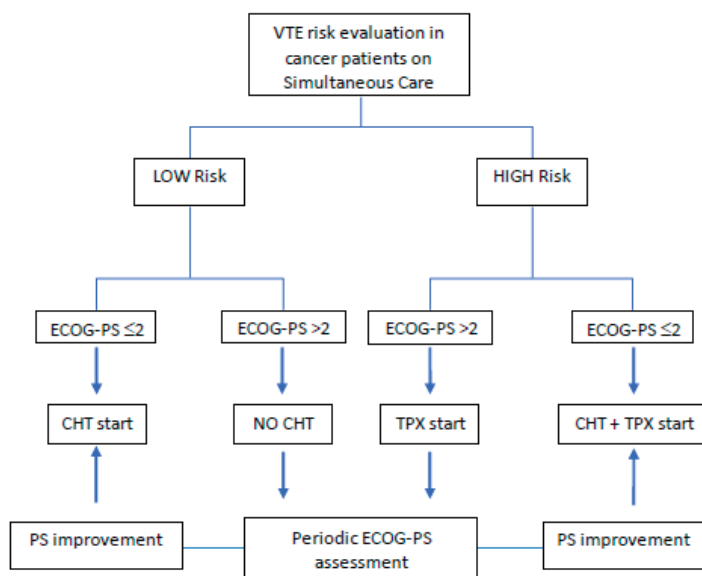 VTE risk evaluation in
cancer patients on
Simultaneous Care
LOW Risk
HIGH Risk
ECOG-PS ≤2
ECOG-PS >2
ECOG-PS >2
ECOG-PS ≤2
CHT start
NO CHT
TPX start
CHT + TPX start
PS improvement
Periodic ECOG-PS
assessment
PS improvement